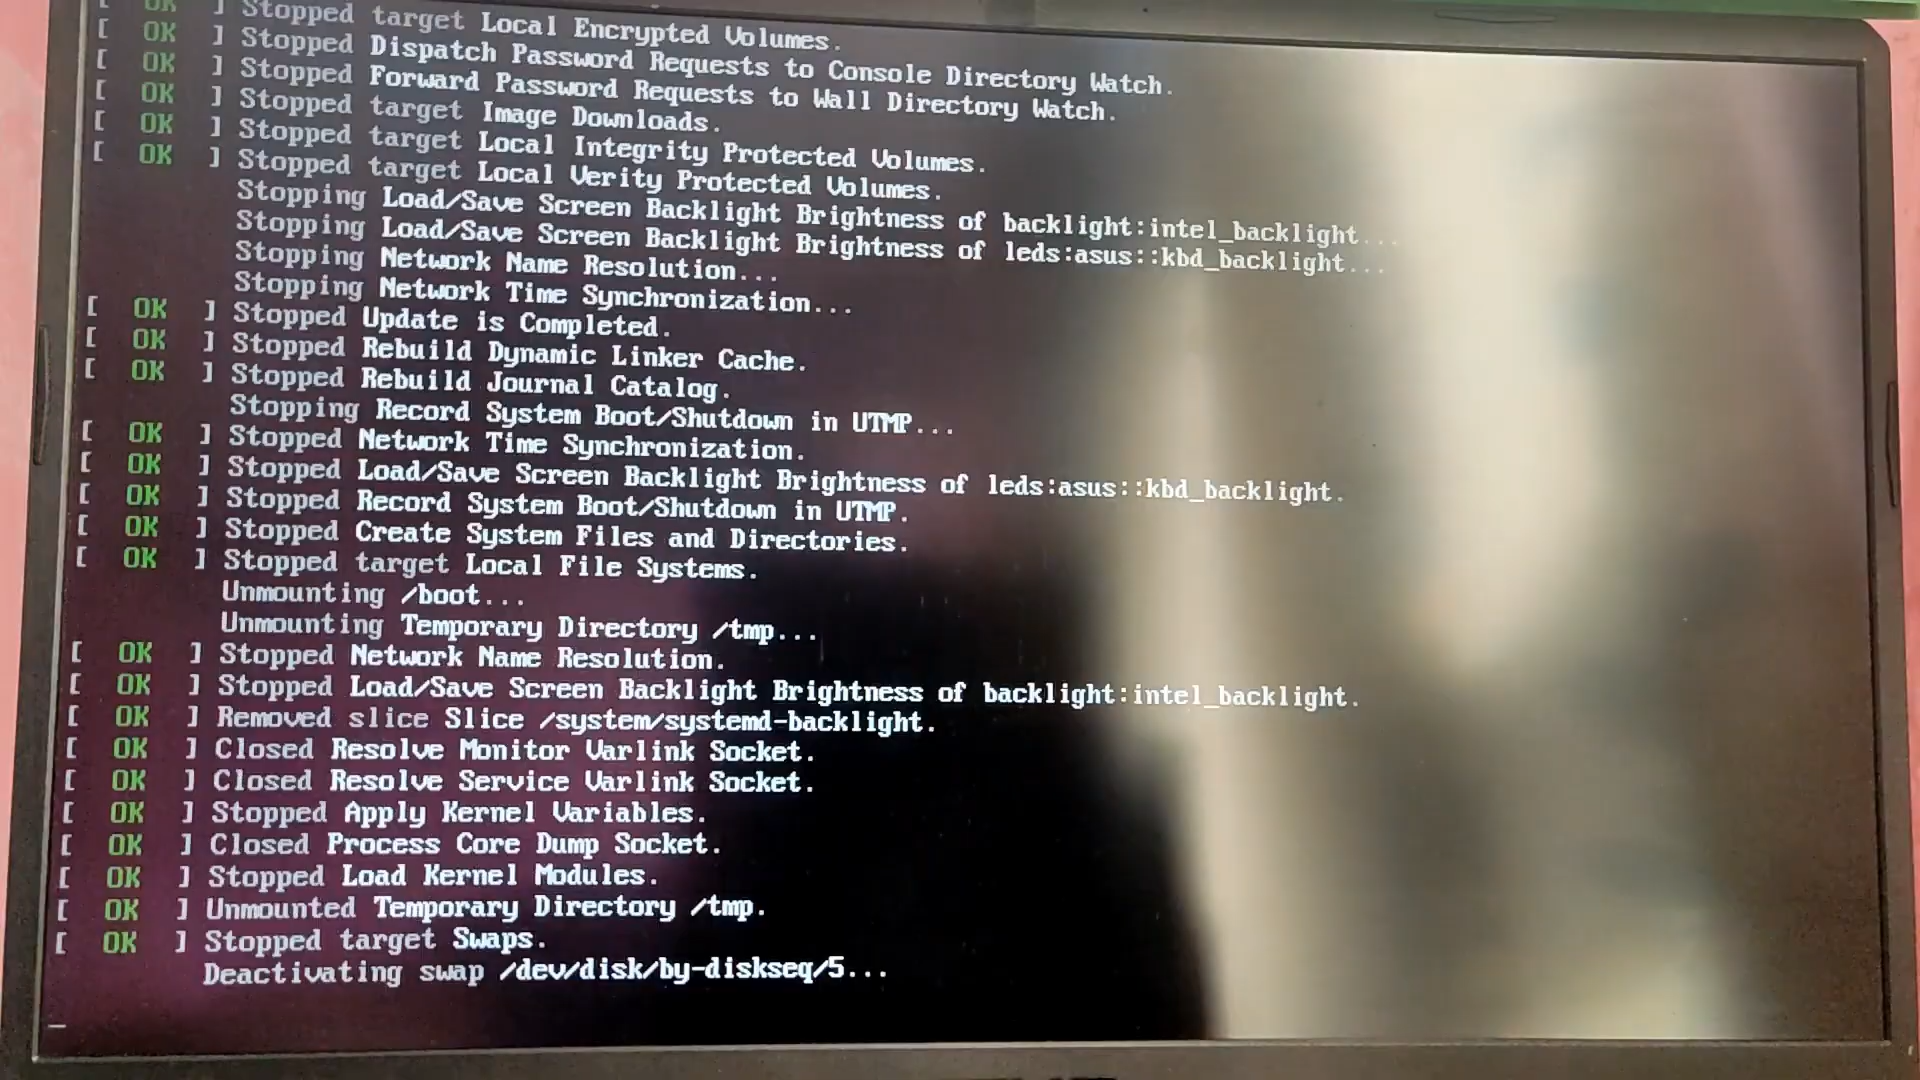 [ OK ] Stopped target Local Encrypted Volumes.
[ OK ] Stopped Dispatch Password Requests to Console Directory Watch.
[ OK ] Stopped Forward Password Requests to Wall Directory Watch.
[ OK ] Stopped target Image Downloads.
[ OK ] Stopped target Local Integrity Protected Volumes.
[ OK ] Stopped target Local Verity Protected Volumes.
Stopping Load/Save Screen Backlight Brightness of backlight:intel_backlight...
Stopping Load/Save Screen Backlight Brightness of leds:asus::kbd_backlight...
Stopping Network Name Resolution...
Stopping Network Time Synchronization...
[ OK ] Stopped Update is Completed.
[ OK ] Stopped Rebuild Dynamic Linker Cache.
[ OK ] Stopped Rebuild Journal Catalog.
Stopping Record System Boot/Shutdown in UTMP...
[ OK ] Stopped Network Time Synchronization.
[ OK ] Stopped Load/Save Screen Backlight Brightness of leds:asus::kbd_backlight.
[ OK ] Stopped Record System Boot/Shutdown in UTMP.
[ OK ] Stopped Create System Files and Directories.
[ OK ] Stopped target Local File Systems.
Unmounting /boot...
Unmounting Temporary Directory /tmp...
[ OK ] Stopped Network Name Resolution.
[ OK ] Stopped Load/Save Screen Backlight Brightness of backlight:intel_backlight.
[ OK ] Removed slice Slice /system/systemd-backlight.
[ OK ] Closed Resolve Monitor Varlink Socket.
[ OK ] Closed Resolve Service Varlink Socket.
[ OK ] Stopped Apply Kernel Variables.
[ OK ] Closed Process Core Dump Socket.
[ OK ] Stopped Load Kernel Modules.
[ OK ] Unmounted Temporary Directory /tmp.
[ OK ] Stopped target Swaps.
Deactivating swap /dev/disk/by-diskseq/5...
_